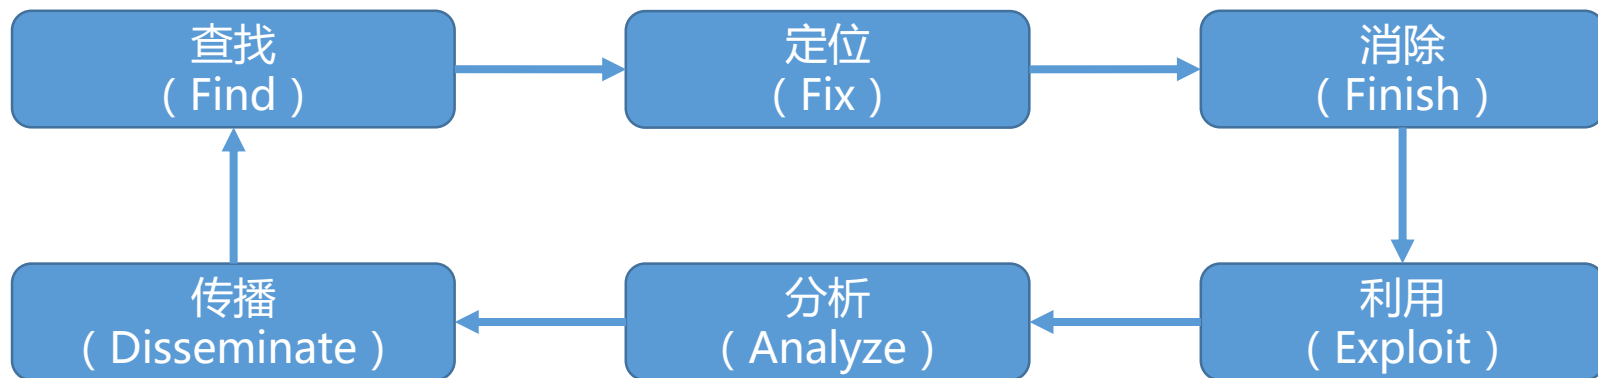 查找
（Find）
定位
（Fix）
消除
（Finish）
传播
（Disseminate）
分析
（Analyze）
利用
（Exploit）